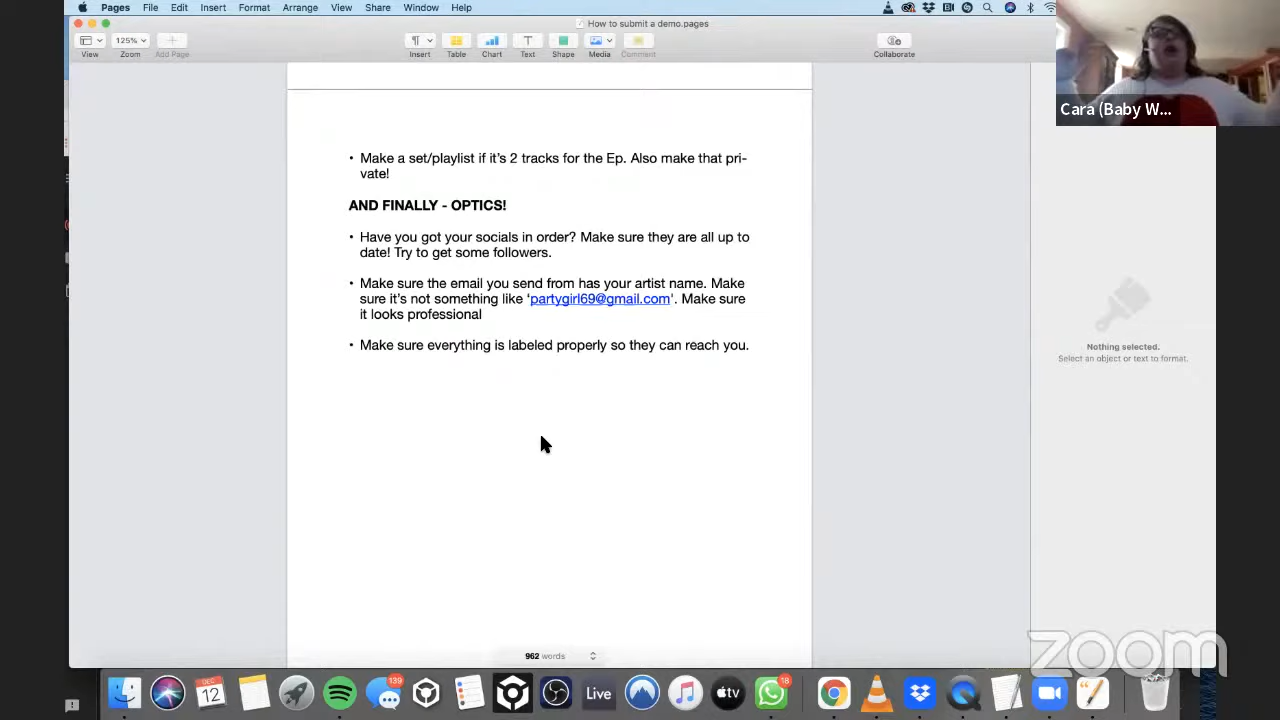 Pages File Edit Insert Format Arrange View Share Window Help
How to submit a demo.pages
125%
View Zoom Add Page Insert Table Chart Text Shape Media Comment Collaborate
Cara (Baby W...
• Make a set/playlist if it's 2 tracks for the Ep. Also make that pri-
vate!
AND FINALLY - OPTICS!
• Have you got your socials in order? Make sure they are all up to
date! Try to get some followers.
• Make sure the email you send from has your artist name. Make
sure it's not something like 'partygirl69@gmail.com'. Make sure
it looks professional
• Make sure everything is labeled properly so they can reach you.
Nothing selected.
Select an object or text to format.
962 words
zoom
DEC
12
139
Live
tv
18